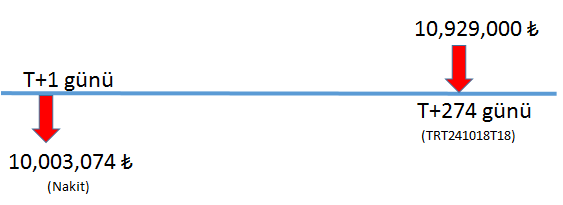 10,929,000 ₺
T+1 günü
T+274 günü
(TRT241018T18)
10,003,074 ₺
(Nakit)